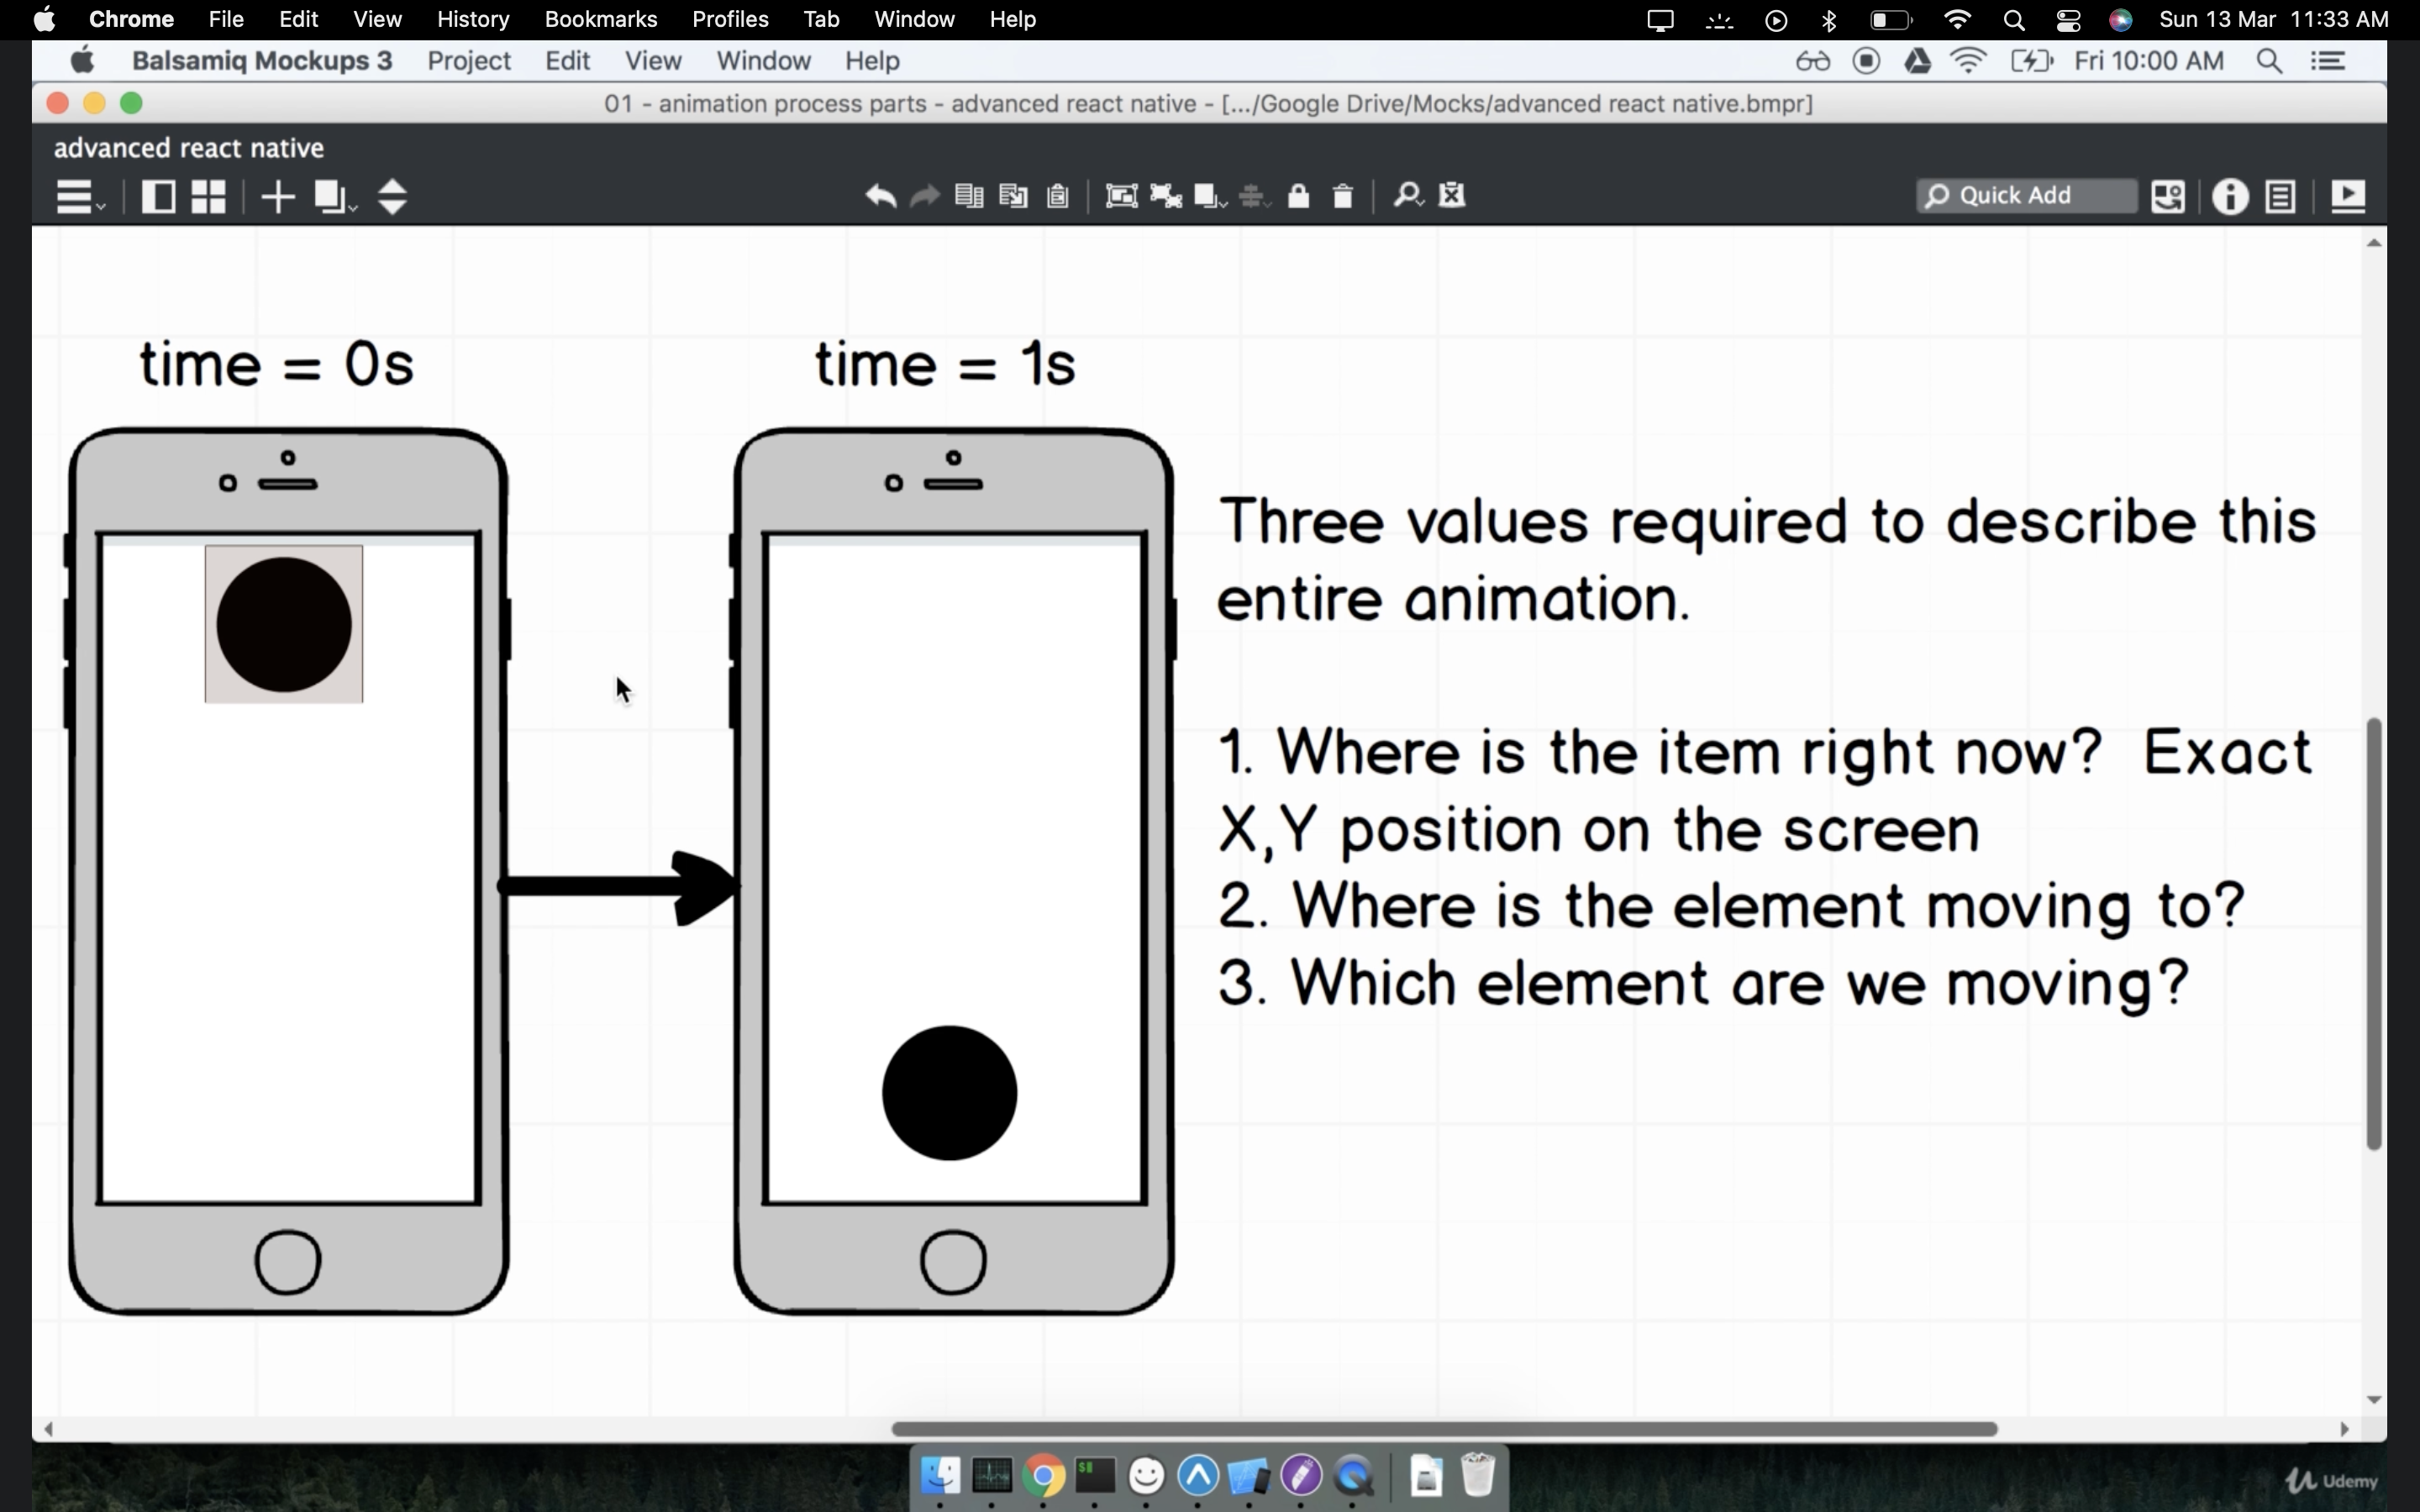 Chrome File Edit View History Bookmarks Profiles Tab Window Help Sun 13 Mar 11:33 AM
Balsamiq Mockups 3 Project Edit View Window Help Fri 10:00 AM
01 - animation process parts - advanced react native - [.../Google Drive/Mocks/advanced react native.bmpr]
advanced react native
Quick Add
time = 0s
time = 1s
Three values required to describe this
entire animation.
1. Where is the item right now? Exact
X,Y position on the screen
2. Where is the element moving to?
3. Which element are we moving?
Udemy